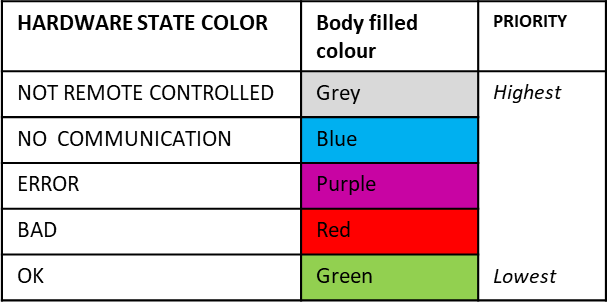 HARDWARE STATE COLOR
Body filled
colour
PRIORITY
NOT REMOTE CONTROLLED
Grey
Highest
NO  COMMUNICATION
Blue
ERROR
Purple
BAD
Red
OK
Green
Lowest